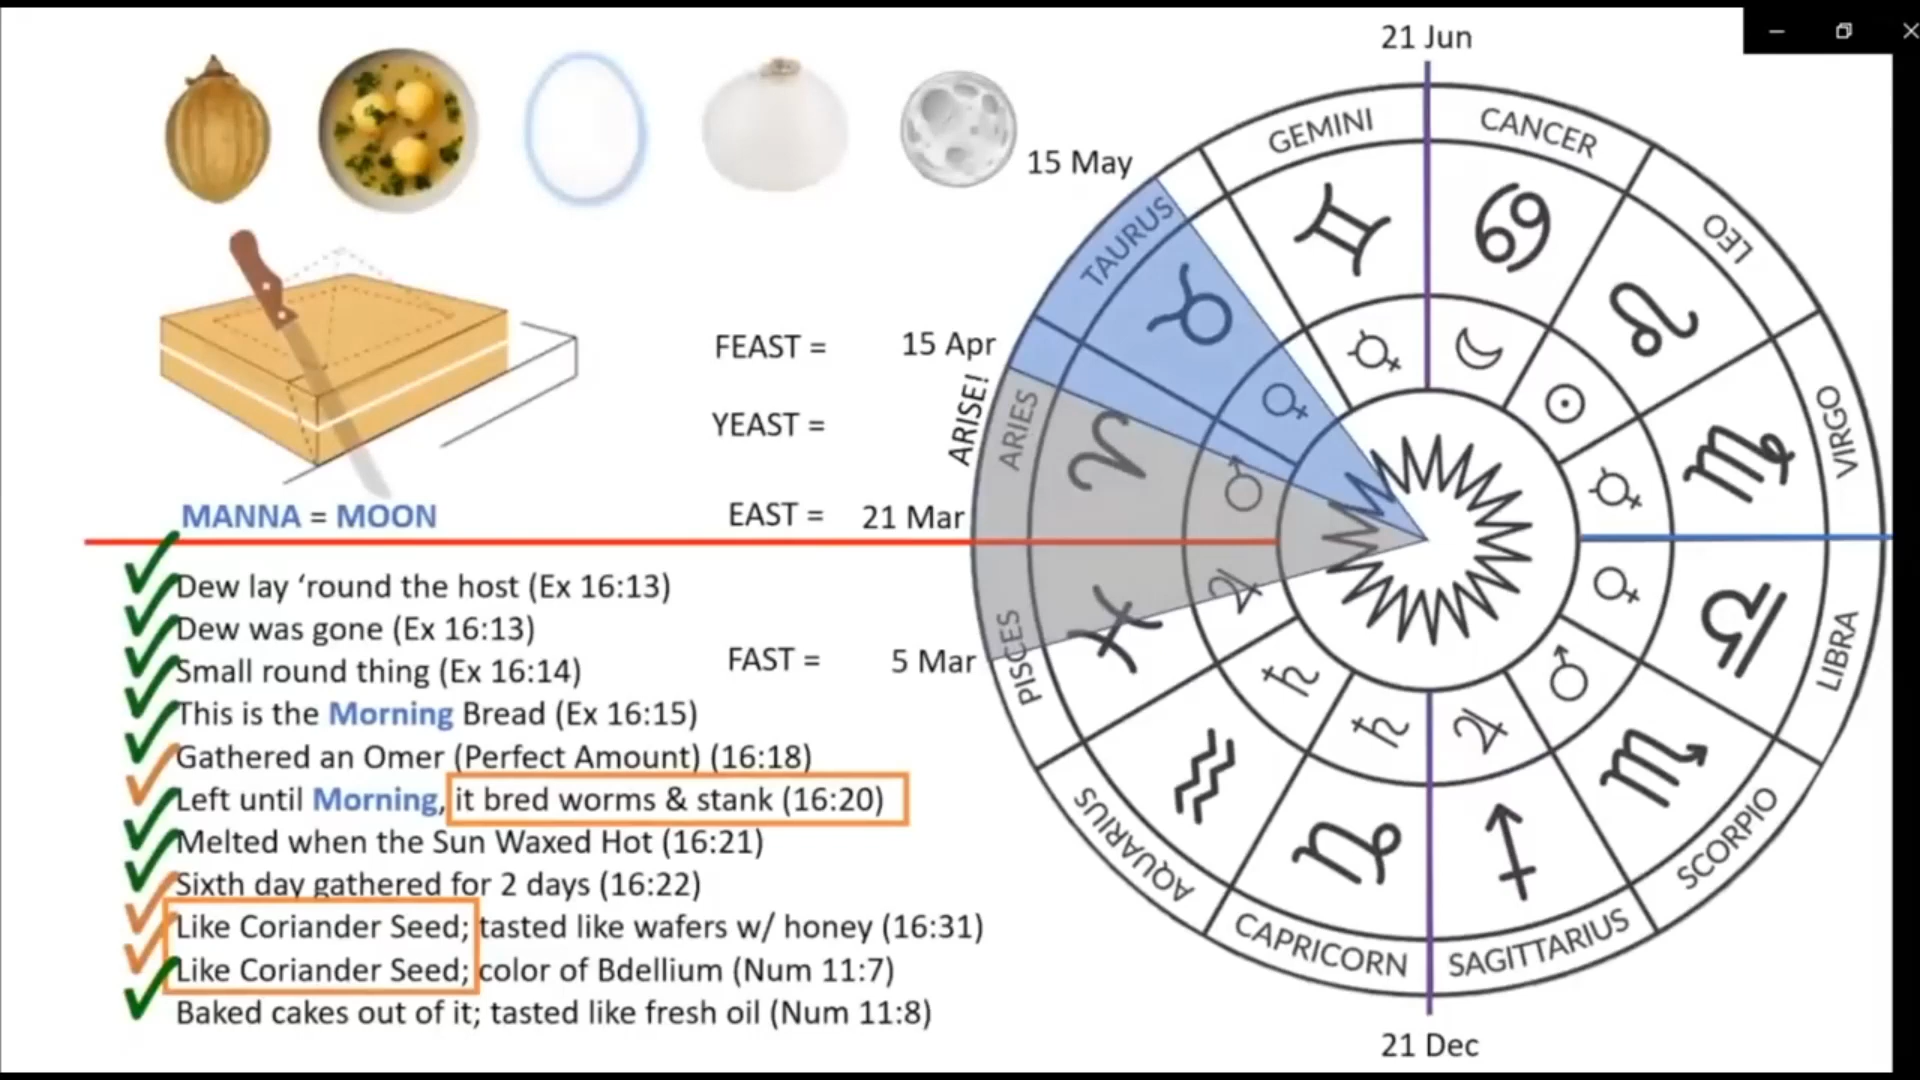 21 Jun
GEMINI
CANCER
15 May
TAURUS
LEO
FEAST =
15 Apr
ARISE!
ARIES
VIRGO
YEAST =
MANNA = MOON
EAST =
21 Mar
Dew lay ‘round the host (Ex 16:13)
Dew was gone (Ex 16:13)
Small round thing (Ex 16:14)
FAST =
5 Mar
PISCES
LIBRA
This is the Morning Bread (Ex 16:15)
Gathered an Omer (Perfect Amount) (16:18)
Left until Morning, it bred worms & stank (16:20)
AQUARIUS
SCORPIO
Melted when the Sun Waxed Hot (16:21)
Sixth day gathered for 2 days (16:22)
Like Coriander Seed; tasted like wafers w/ honey (16:31)
CAPRICORN
SAGITTARIUS
Like Coriander Seed; color of Bdellium (Num 11:7)
Baked cakes out of it; tasted like fresh oil (Num 11:8)
21 Dec